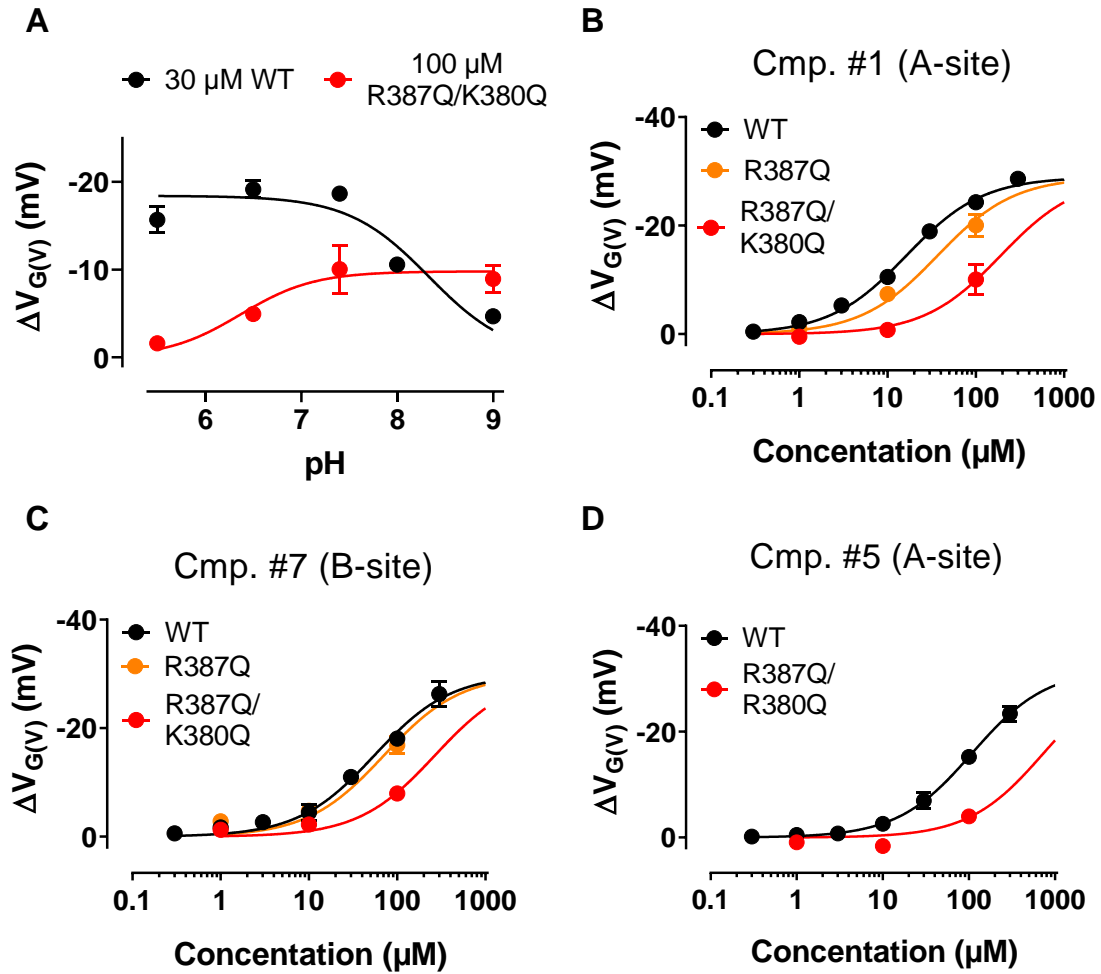 A
30 µM WT
100 µM
R387Q/K380Q
ΔV_G(V) (mV)
-20
-10
0
6 7 8 9
pH
B
Cmp. #1 (A-site)
WT
R387Q
R387Q/
K380Q
ΔV_G(V) (mV)
-40
-20
0
0.1 1 10 100 1000
Concentation (µM)
C
Cmp. #7 (B-site)
WT
R387Q
R387Q/
K380Q
ΔV_G(V) (mV)
-40
-20
0
0.1 1 10 100 1000
Concentation (µM)
D
Cmp. #5 (A-site)
WT
R387Q/
R380Q
ΔV_G(V) (mV)
-40
-20
0
0.1 1 10 100 1000
Concentation (µM)